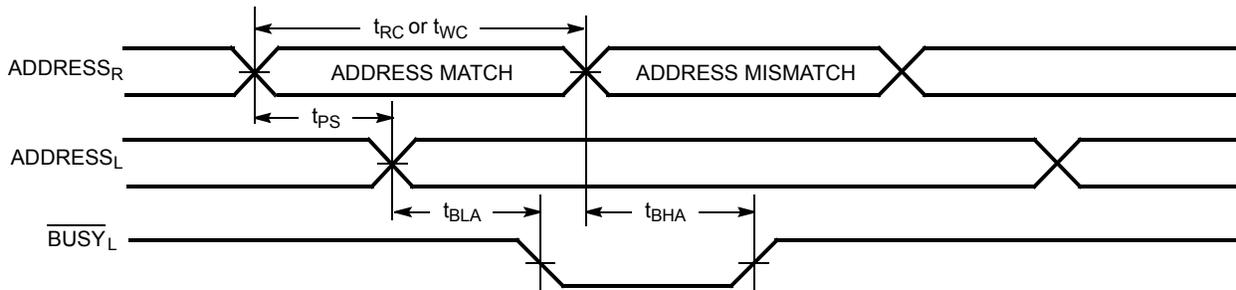 tRC or tWC
ADDRESSR
ADDRESS MATCH
ADDRESS MISMATCH
tPS
ADDRESSL
tBLA
tBHA
BUSYL